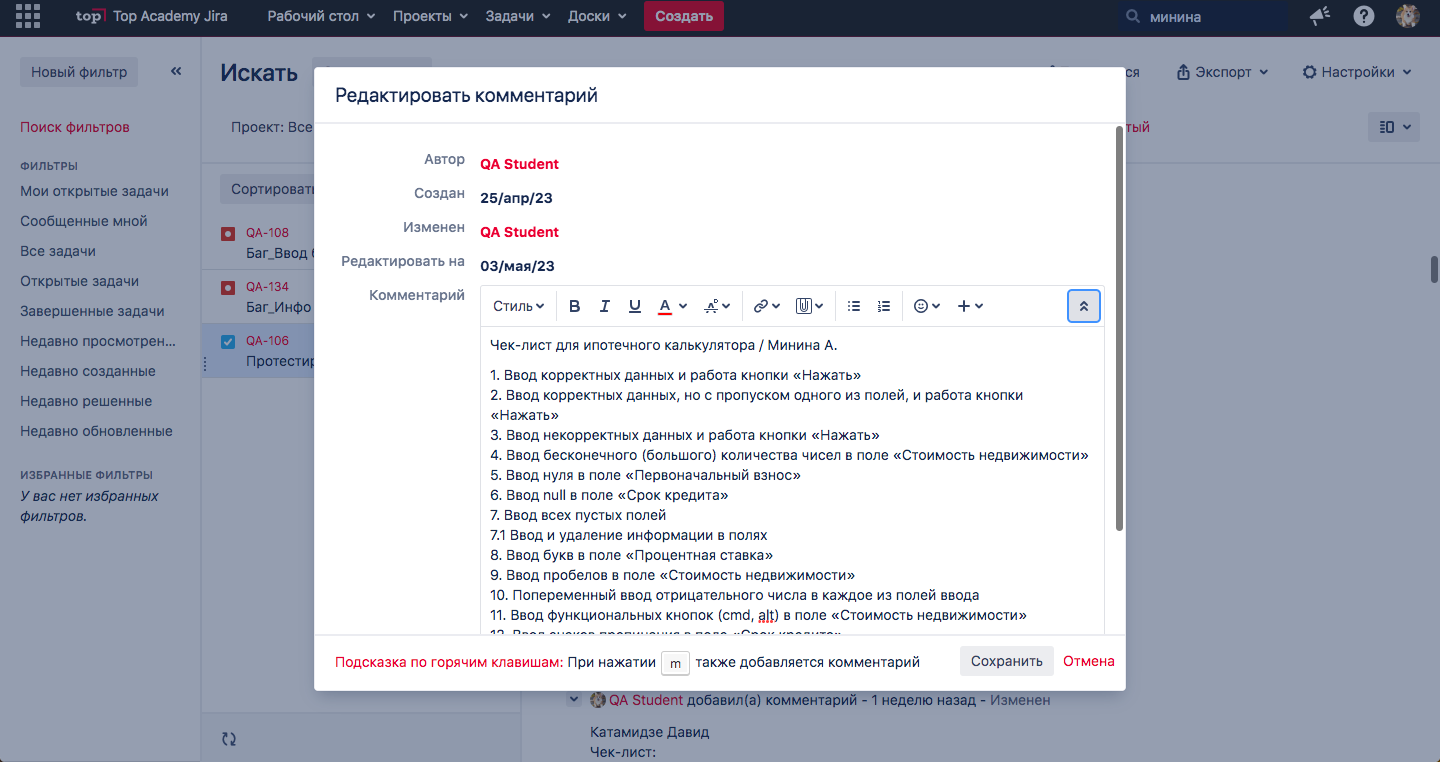 top Top Academy Jira Рабочий стол Проекты Задачи Доски Создать минина
Новый фильтр
Поиск фильтров
ФИЛЬТРЫ
Мои открытые задачи
Сообщенные мной
Все задачи
Открытые задачи
Завершенные задачи
Недавно просмотрен...
Недавно созданные
Недавно решенные
Недавно обновленные
ИЗБРАННЫЕ ФИЛЬТРЫ
У вас нет избранных
фильтров.
Искать
ся Экспорт Настройки
Проект: Все
тый
Сортировать
QA-108
Баг_Ввод
QA-134
Баг_Инфо
QA-106
Протестир
Редактировать комментарий
Автор QA Student
Создан 25/апр/23
Изменен QA Student
Редактировать на 03/мая/23
Комментарий
Стиль B I U A
Чек-лист для ипотечного калькулятора / Минина А.
1. Ввод корректных данных и работа кнопки «Нажать»
2. Ввод корректных данных, но с пропуском одного из полей, и работа кнопки
«Нажать»
3. Ввод некорректных данных и работа кнопки «Нажать»
4. Ввод бесконечного (большого) количества чисел в поле «Стоимость недвижимости»
5. Ввод нуля в поле «Первоначальный взнос»
6. Ввод null в поле «Срок кредита»
7. Ввод всех пустых полей
7.1 Ввод и удаление информации в полях
8. Ввод букв в поле «Процентная ставка»
9. Ввод пробелов в поле «Стоимость недвижимости»
10. Попеременный ввод отрицательного числа в каждое из полей ввода
11. Ввод функциональных кнопок (cmd, alt) в поле «Стоимость недвижимости»
12. Ввод знаков препинания в поле «Срок кредита»
Подсказка по горячим клавишам: При нажатии m также добавляется комментарий
Сохранить Отмена
QA Student добавил(а) комментарий - 1 неделю назад - Изменен
Катамидзе Давид
Чек-лист: